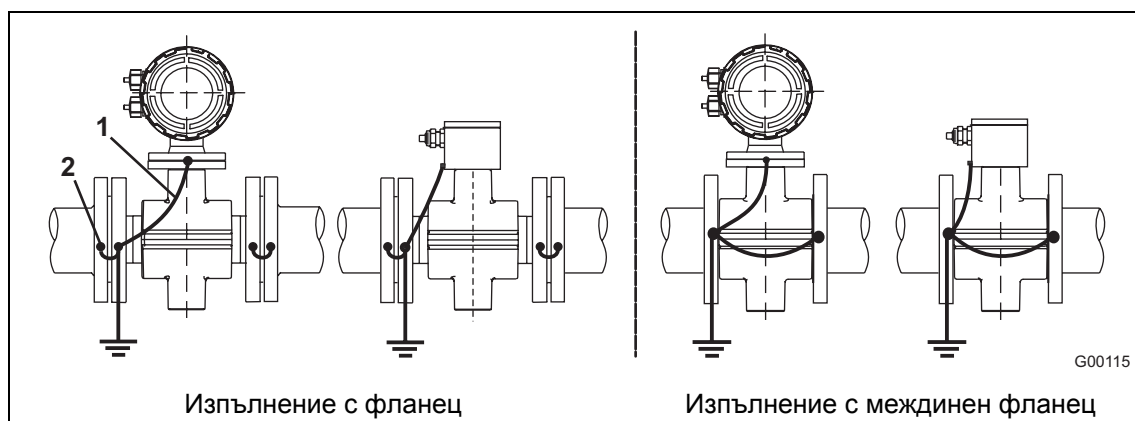 1
2
G00115
Изпълнение с фланец
Изпълнение с междинен фланец